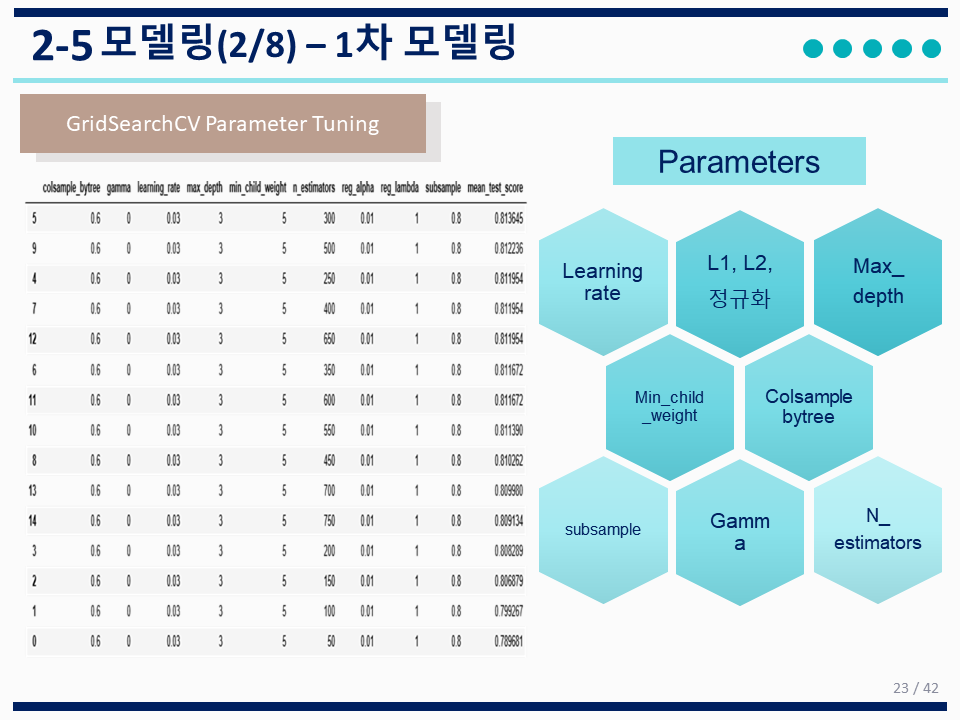 2-5 모델링(2/8) – 1차 모델링
GridSearchCV Parameter Tuning
colsample_bytree gamma learning_rate max_depth min_child_weight n_estimators reg_alpha reg_lambda subsample mean_test_score
5 0.6 0 0.03 3 5 300 0.01 1 0.8 0.813645
9 0.6 0 0.03 3 5 500 0.01 1 0.8 0.812236
4 0.6 0 0.03 3 5 250 0.01 1 0.8 0.811954
7 0.6 0 0.03 3 5 400 0.01 1 0.8 0.811954
12 0.6 0 0.03 3 5 650 0.01 1 0.8 0.811954
6 0.6 0 0.03 3 5 350 0.01 1 0.8 0.811672
11 0.6 0 0.03 3 5 600 0.01 1 0.8 0.811672
10 0.6 0 0.03 3 5 550 0.01 1 0.8 0.811390
8 0.6 0 0.03 3 5 450 0.01 1 0.8 0.810262
13 0.6 0 0.03 3 5 700 0.01 1 0.8 0.809980
14 0.6 0 0.03 3 5 750 0.01 1 0.8 0.809134
3 0.6 0 0.03 3 5 200 0.01 1 0.8 0.808289
2 0.6 0 0.03 3 5 150 0.01 1 0.8 0.806879
1 0.6 0 0.03 3 5 100 0.01 1 0.8 0.799267
0 0.6 0 0.03 3 5 50 0.01 1 0.8 0.789681
Parameters
Learning
rate
L1, L2,
정규화
Max_
depth
Min_child
_weight
Colsample
bytree
subsample
Gamm
a
N_
estimators
23 / 42